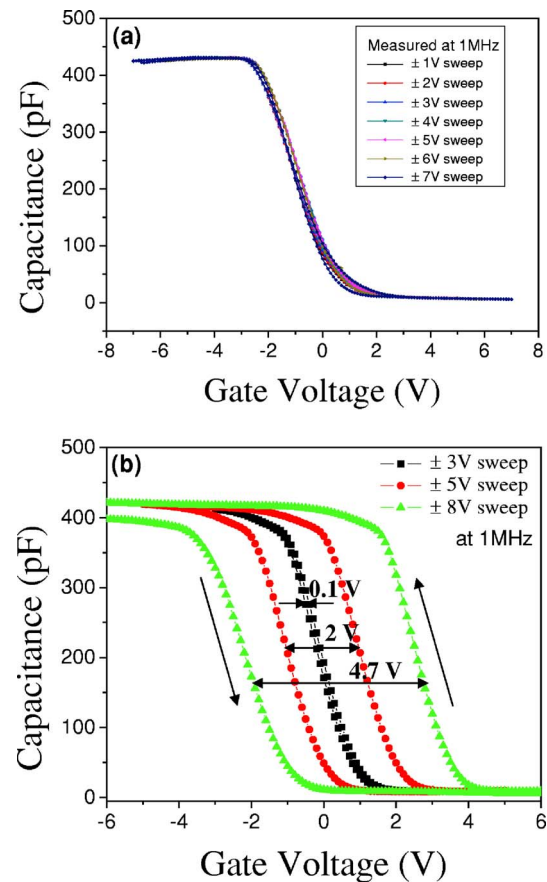 (a)
Measured at 1MHz
± 1V sweep
± 2V sweep
± 3V sweep
± 4V sweep
± 5V sweep
± 6V sweep
± 7V sweep
500
400
300
200
100
0
Capacitance (pF)
-8 -6 -4 -2 0 2 4 6 8
Gate Voltage (V)
(b)
± 3V sweep
± 5V sweep
± 8V sweep
at 1MHz
0.1 V
2 V
4.7 V
500
400
300
200
100
0
Capacitance (pF)
-6 -4 -2 0 2 4 6
Gate Voltage (V)